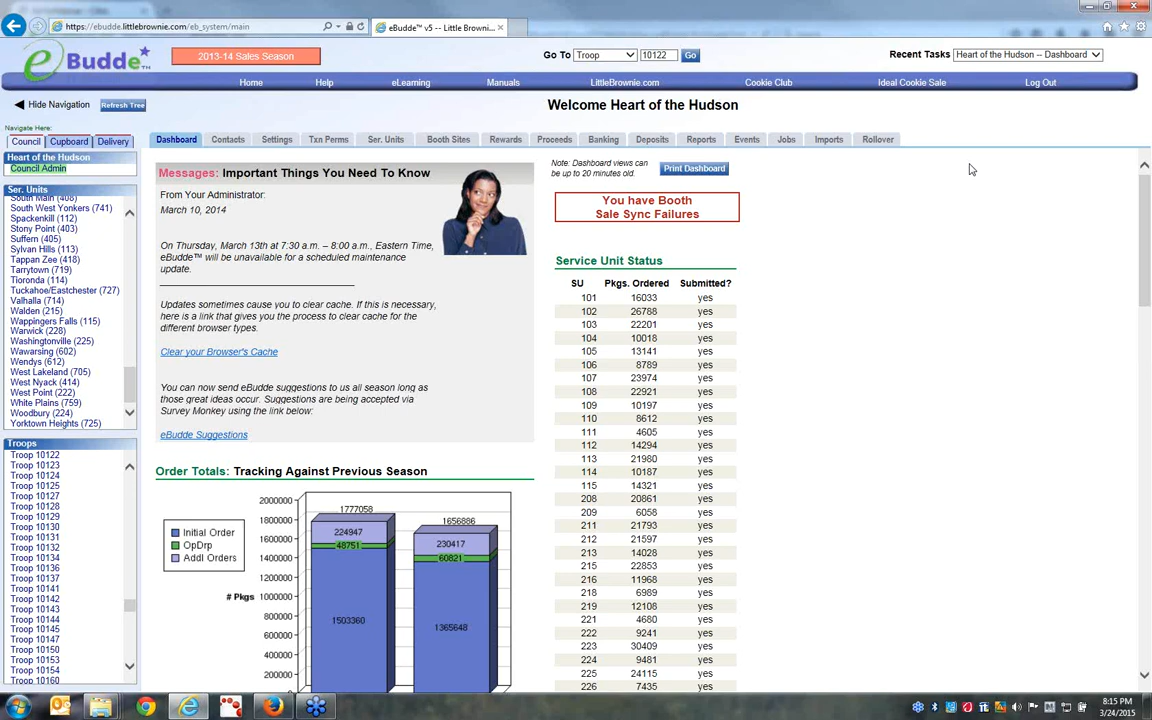 https://ebudde.littlebrownie.com/eb_system/main
eBudde™ v5 -- Little Browni...
eBudde™
2013-14 Sales Season
Go To Troop 10122 Go
Recent Tasks Heart of the Hudson -- Dashboard
Home Help eLearning Manuals LittleBrownie.com Cookie Club Ideal Cookie Sale Log Out
Hide Navigation Refresh Tree
Welcome Heart of the Hudson
Navigate Here:
Council Cupboard Delivery
Dashboard Contacts Settings Txn Perms Ser. Units Booth Sites Rewards Proceeds Banking Deposits Reports Events Jobs Imports Rollover
Heart of the Hudson
Council Admin
Ser. Units
South Main (408)
South West Yonkers (741)
Spackenkill (112)
Stony Point (403)
Suffern (405)
Sylvan Hills (113)
Tappan Zee (418)
Tarrytown (719)
Tioronda (114)
Tuckahoe/Eastchester (727)
Valhalla (714)
Walden (215)
Wappingers Falls (115)
Warwick (228)
Washingtonville (225)
Wawarsing (602)
Wendys (612)
West Lakeland (705)
West Nyack (414)
West Point (222)
White Plains (759)
Woodbury (224)
Yorktown Heights (725)
Troops
Troop 10122
Troop 10123
Troop 10124
Troop 10125
Troop 10127
Troop 10128
Troop 10129
Troop 10130
Troop 10131
Troop 10132
Troop 10134
Troop 10136
Troop 10137
Troop 10141
Troop 10142
Troop 10143
Troop 10144
Troop 10145
Troop 10147
Troop 10150
Troop 10153
Troop 10154
Troop 10160
Messages: Important Things You Need To Know
From Your Administrator:
March 10, 2014
On Thursday, March 13th at 7:30 a.m. – 8:00 a.m., Eastern Time,
eBudde™ will be unavailable for a scheduled maintenance
update.
Updates sometimes cause you to clear cache. If this is necessary,
here is a link that gives you the process to clear cache for the
different browser types.
Clear your Browser's Cache
You can now send eBudde suggestions to us all season long as
those great ideas occur. Suggestions are being accepted via
Survey Monkey using the link below:
eBudde Suggestions
Order Totals: Tracking Against Previous Season
Initial Order
OpDrp
Addl Orders
# Pkgs
2000000
1800000
1600000
1400000
1200000
1000000
800000
600000
400000
200000
1777058
224947
48751
1503360
1656886
230417
60821
1365648
Note: Dashboard views can
be up to 20 minutes old.
Print Dashboard
You have Booth
Sale Sync Failures
Service Unit Status
SU Pkgs. Ordered Submitted?
101 16033 yes
102 26788 yes
103 22201 yes
104 10018 yes
105 13141 yes
106 8789 yes
107 23974 yes
108 22921 yes
109 10197 yes
110 8612 yes
111 4605 yes
112 14294 yes
113 21980 yes
114 10187 yes
115 14321 yes
208 20861 yes
209 6058 yes
211 21793 yes
212 21597 yes
213 14028 yes
215 22853 yes
216 11968 yes
218 6989 yes
219 12108 yes
221 4680 yes
222 9241 yes
223 30409 yes
224 9481 yes
225 24115 yes
226 7435 yes
8:15 PM
3/24/2015